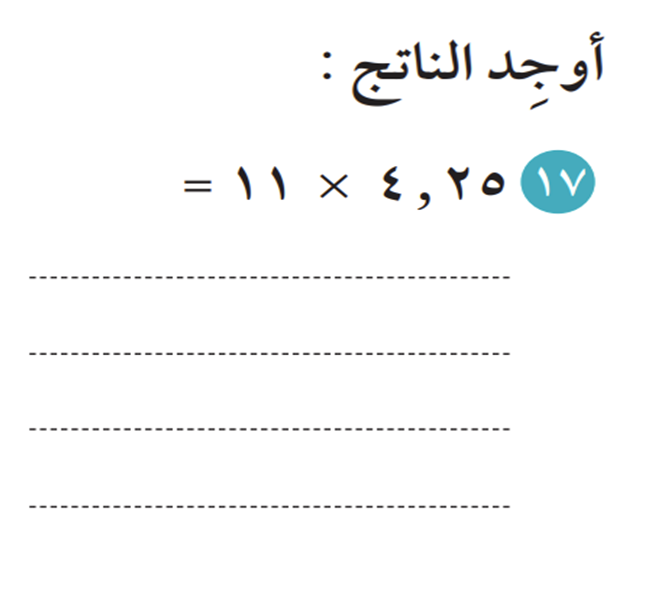 أوجِد الناتج :
١٧ ٤,٢٥ × ١١ =